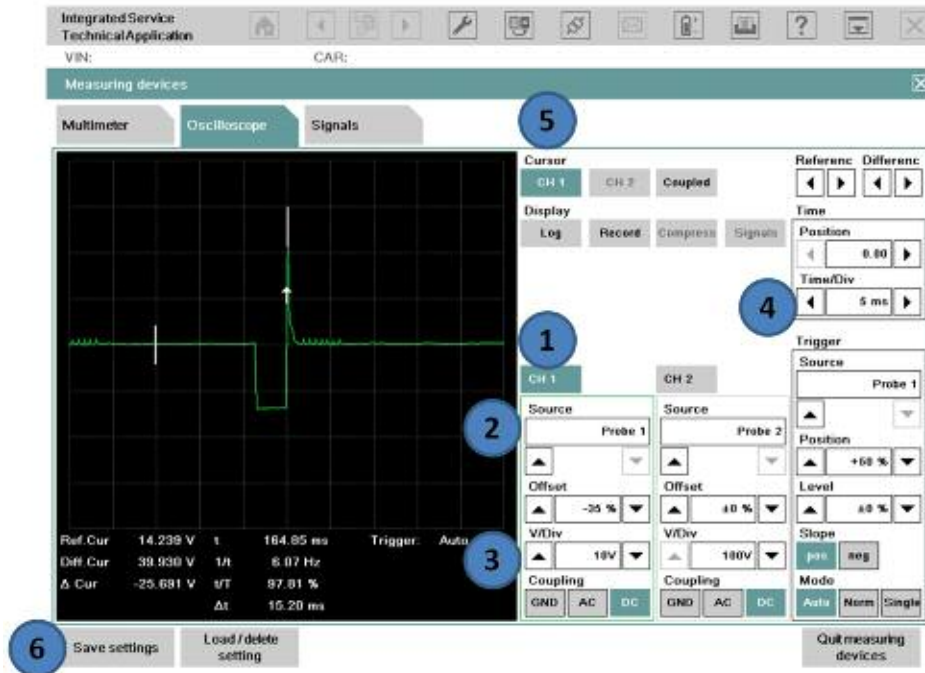 Integrated Service
Technical Application
VIN: CAR:
Measuring devices
Multimeter Oscilloscope Signals
5
Cursor Referenc Differenc
CH 1 CH 2 Coupled
Display Time
Log Record Compress Signals Position
0.00
Time/Div
4 5 ms
1 Trigger
CH 1 CH 2 Source
Probe 1
2 Source Source
Probe 1 Probe 2
Position
+60 %
Offset Offset Level
-35 % ±0 % ±0 %
Ref.Cur 14.239 V t 164.85 ms Trigger: Auto
Diff.Cur 39.930 V 1/t 6.07 Hz
Δ Cur -25.691 V t/T 97.81 %
Δt 15.20 ms
3 V/Div V/Div Slope
10V 100V pos neg
Coupling Coupling Mode
GND AC DC GND AC DC Auto Norm Single
6 Save settings Load / delete
setting Quit measuring
devices